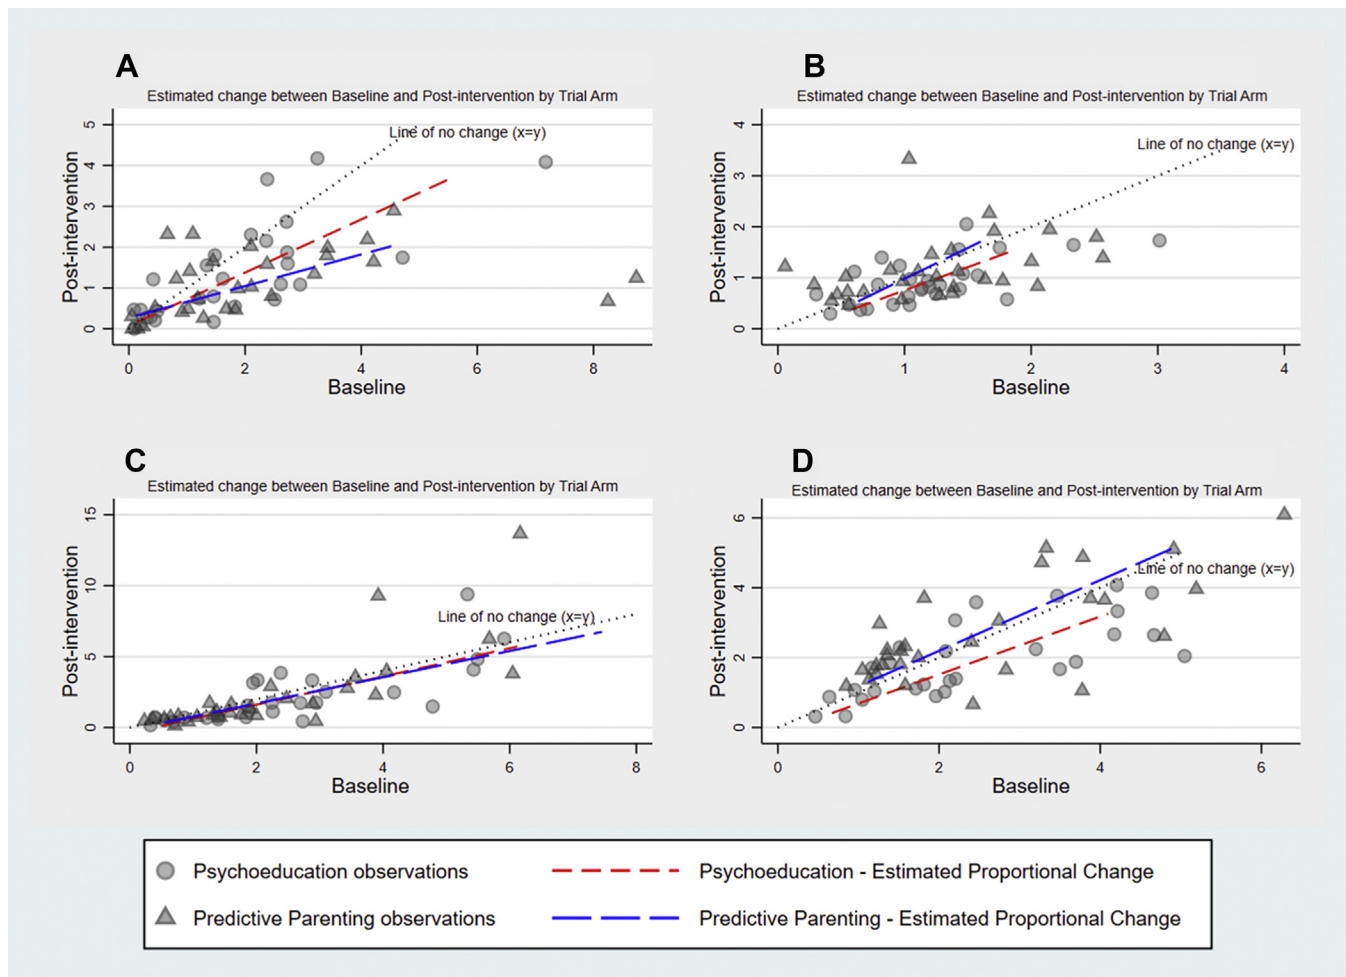 A
Estimated change between Baseline and Post-intervention by Trial Arm
Line of no change (x=y)
Post-intervention
5
4
3
2
1
0
0 2 4 6 8
Baseline
B
Estimated change between Baseline and Post-intervention by Trial Arm
Line of no change (x=y)
Post-intervention
4
3
2
1
0
0 1 2 3 4
Baseline
C
Estimated change between Baseline and Post-intervention by Trial Arm
Line of no change (x=y)
Post-intervention
15
10
5
0
0 2 4 6 8
Baseline
D
Estimated change between Baseline and Post-intervention by Trial Arm
Line of no change (x=y)
Post-intervention
6
4
2
0
0 2 4 6
Baseline
Psychoeducation observations
Psychoeducation - Estimated Proportional Change
Predictive Parenting observations
Predictive Parenting - Estimated Proportional Change